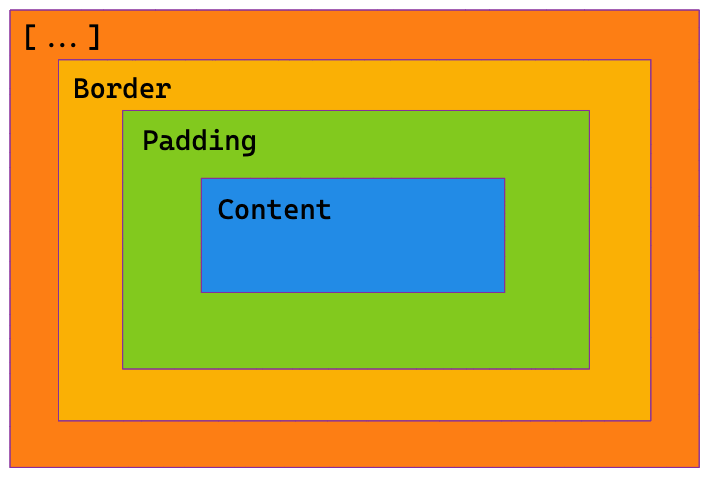 [ ... ]
Border
Padding
Content